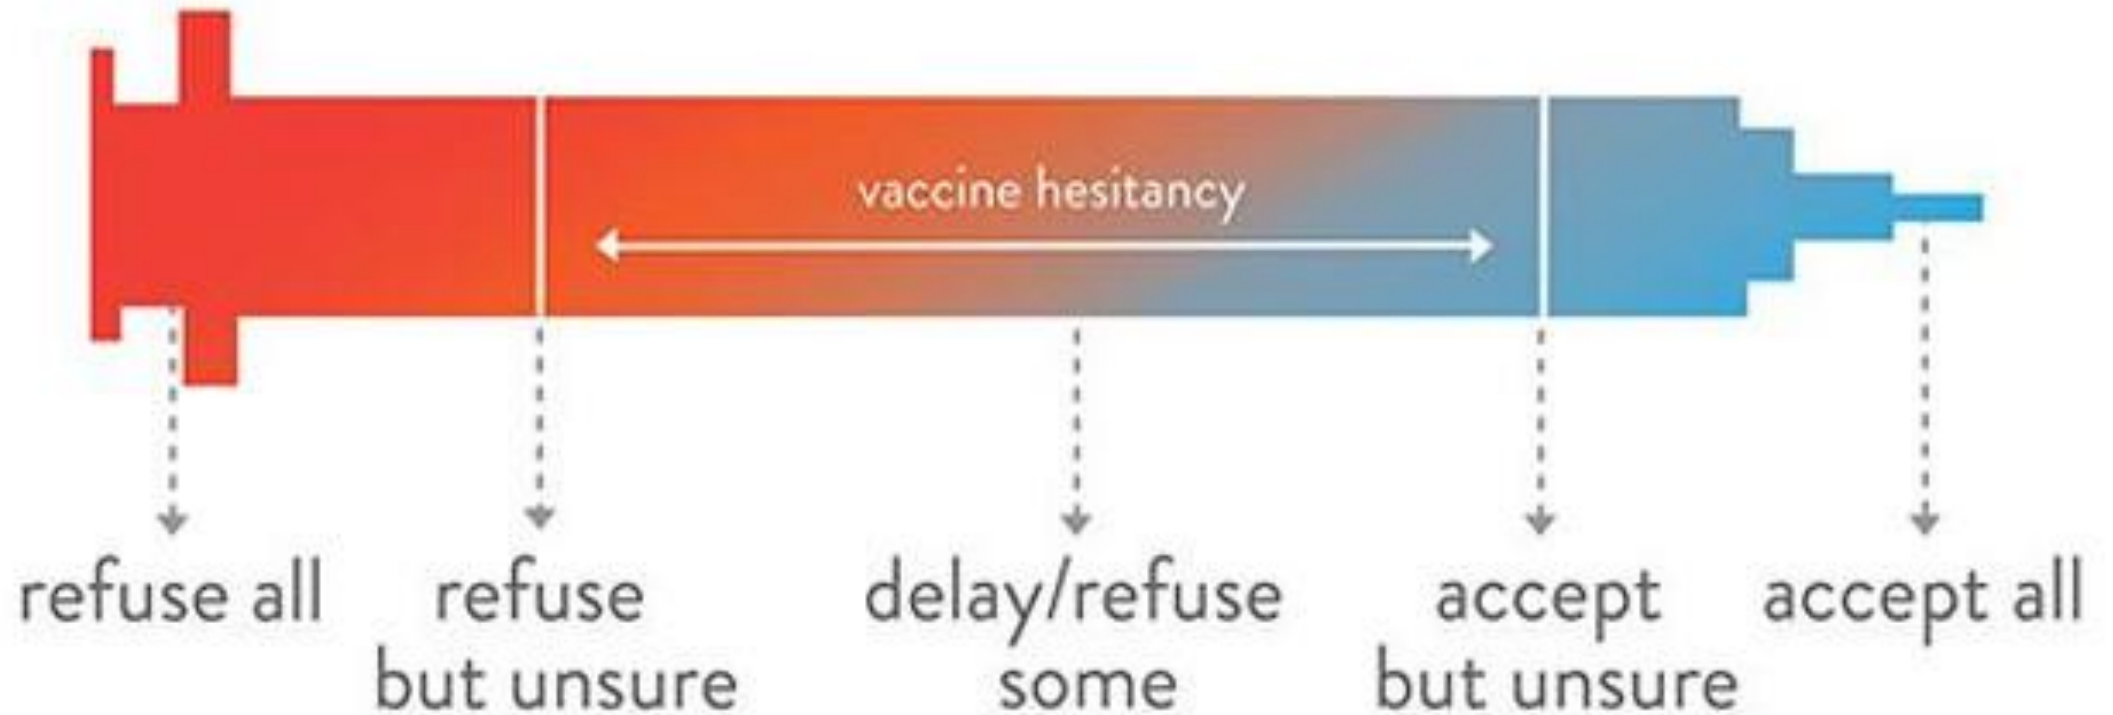 vaccine hesitancy
refuse all
refuse
but unsure
delay/refuse
some
accept
but unsure
accept all